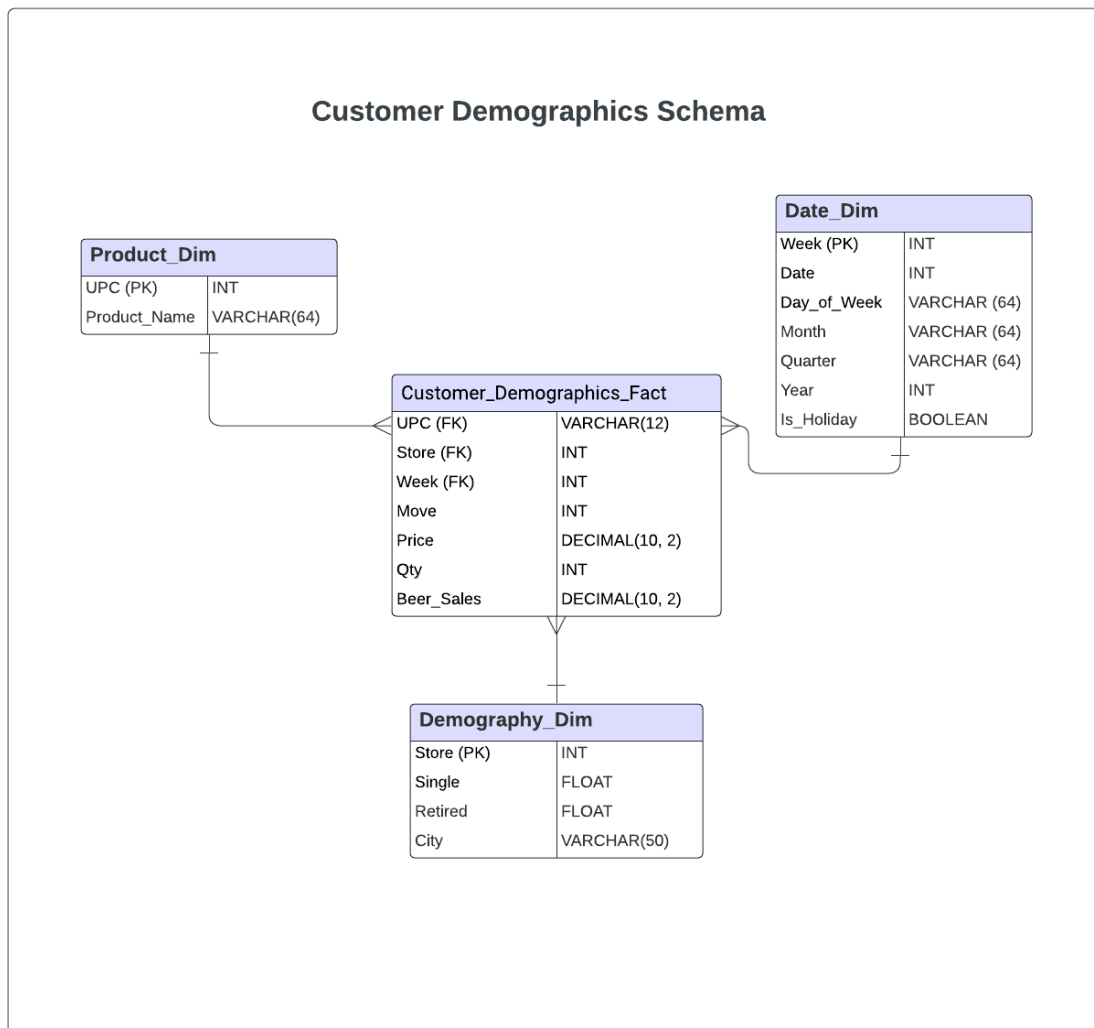 Customer Demographics Schema
Product_Dim
UPC (PK) INT
Product_Name VARCHAR(64)
Date_Dim
Week (PK) INT
Date INT
Day_of_Week VARCHAR (64)
Month VARCHAR (64)
Quarter VARCHAR (64)
Year INT
Is_Holiday BOOLEAN
Customer_Demographics_Fact
UPC (FK) VARCHAR(12)
Store (FK) INT
Week (FK) INT
Move INT
Price DECIMAL(10, 2)
Qty INT
Beer_Sales DECIMAL(10, 2)
Demography_Dim
Store (PK) INT
Single FLOAT
Retired FLOAT
City VARCHAR(50)